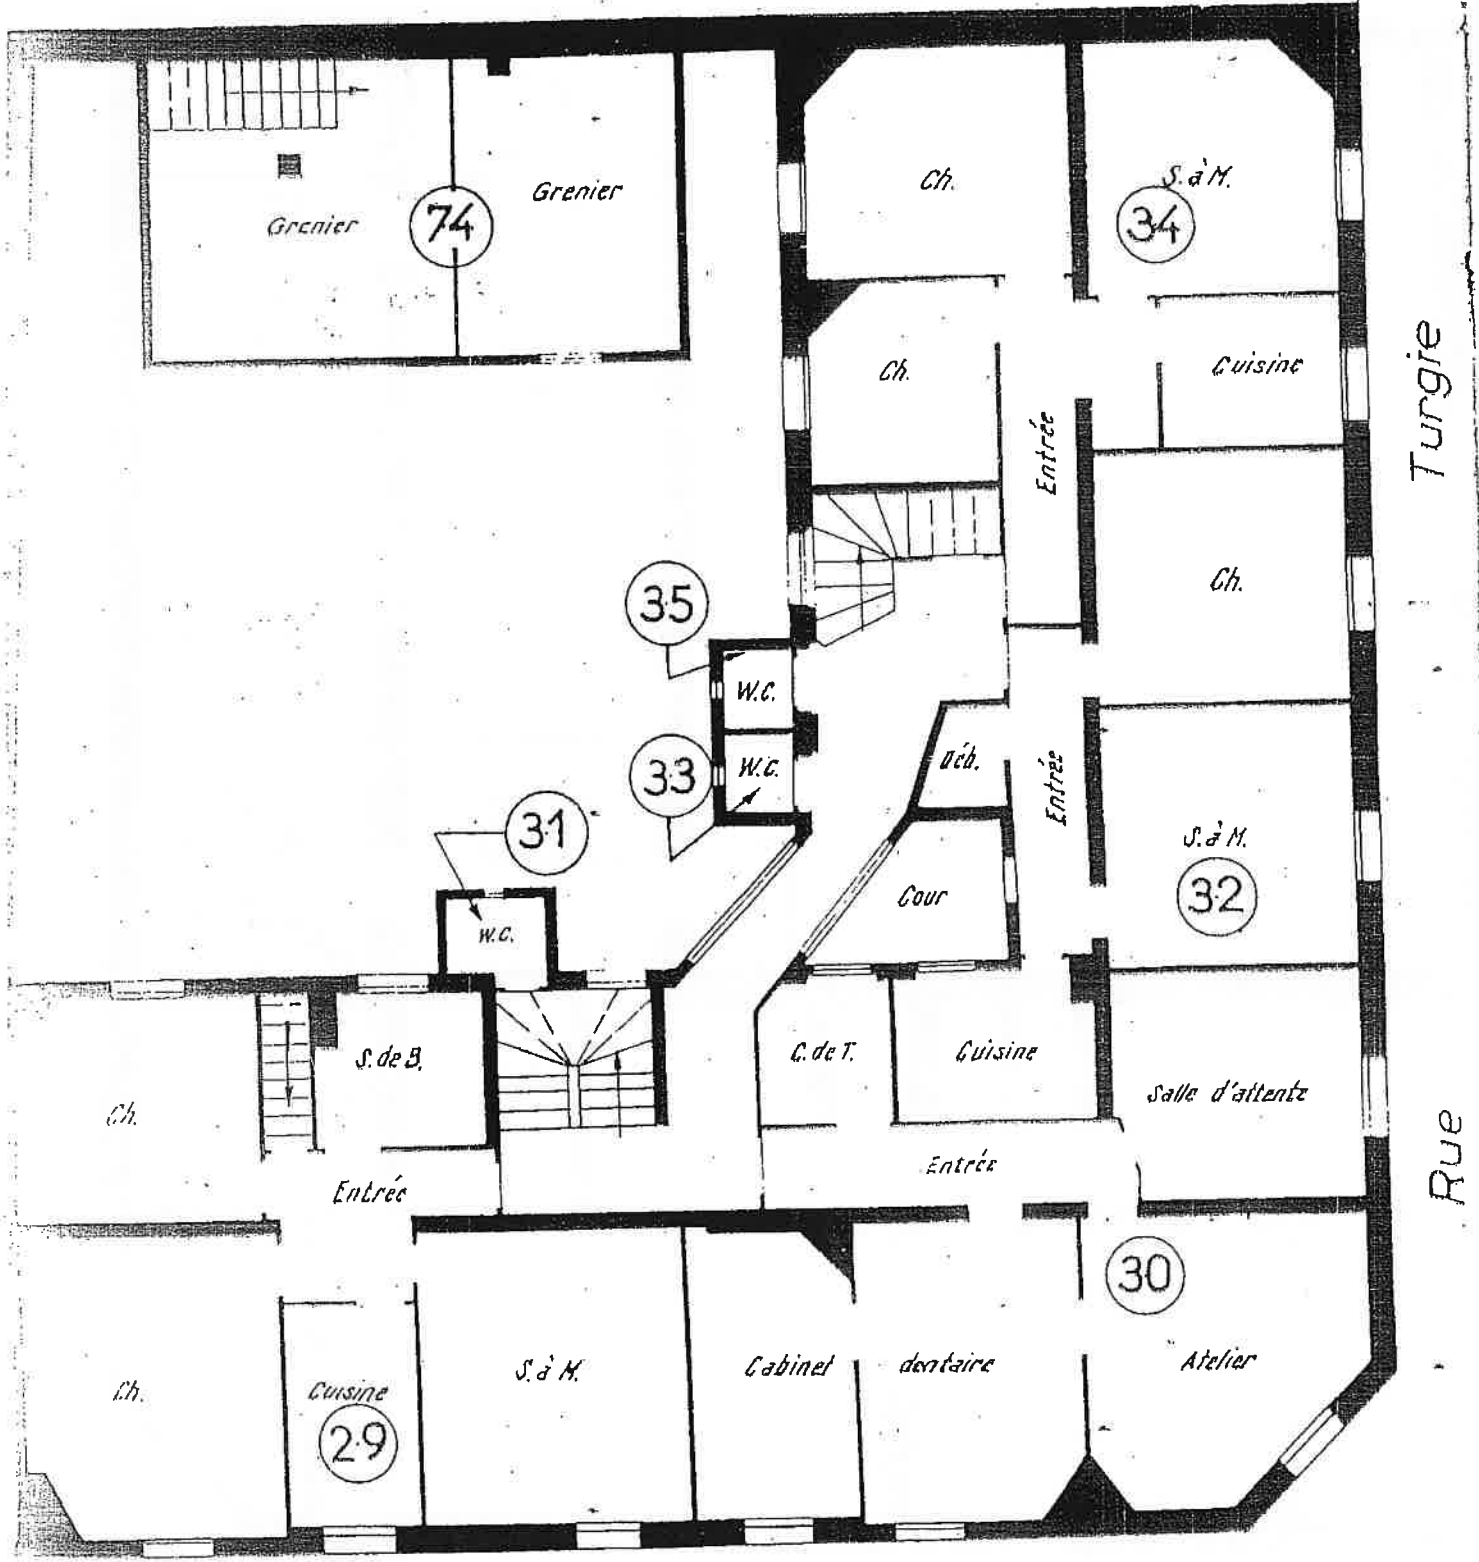 Grenier
74
Grenier
Ch.
S. à M.
34
Ch.
Cuisine
Entrée
Turgie
Ch.
35
W.C.
33
W.C.
Déb.
Entrée
31
W.C.
Cour
S. à M.
32
S. de B.
C. de T.
Cuisine
Salle d'attente
Ch.
Entrée
Entrée
Rue
30
Ch.
Cuisine
29
S. à M.
Cabinet dentaire
Atelier